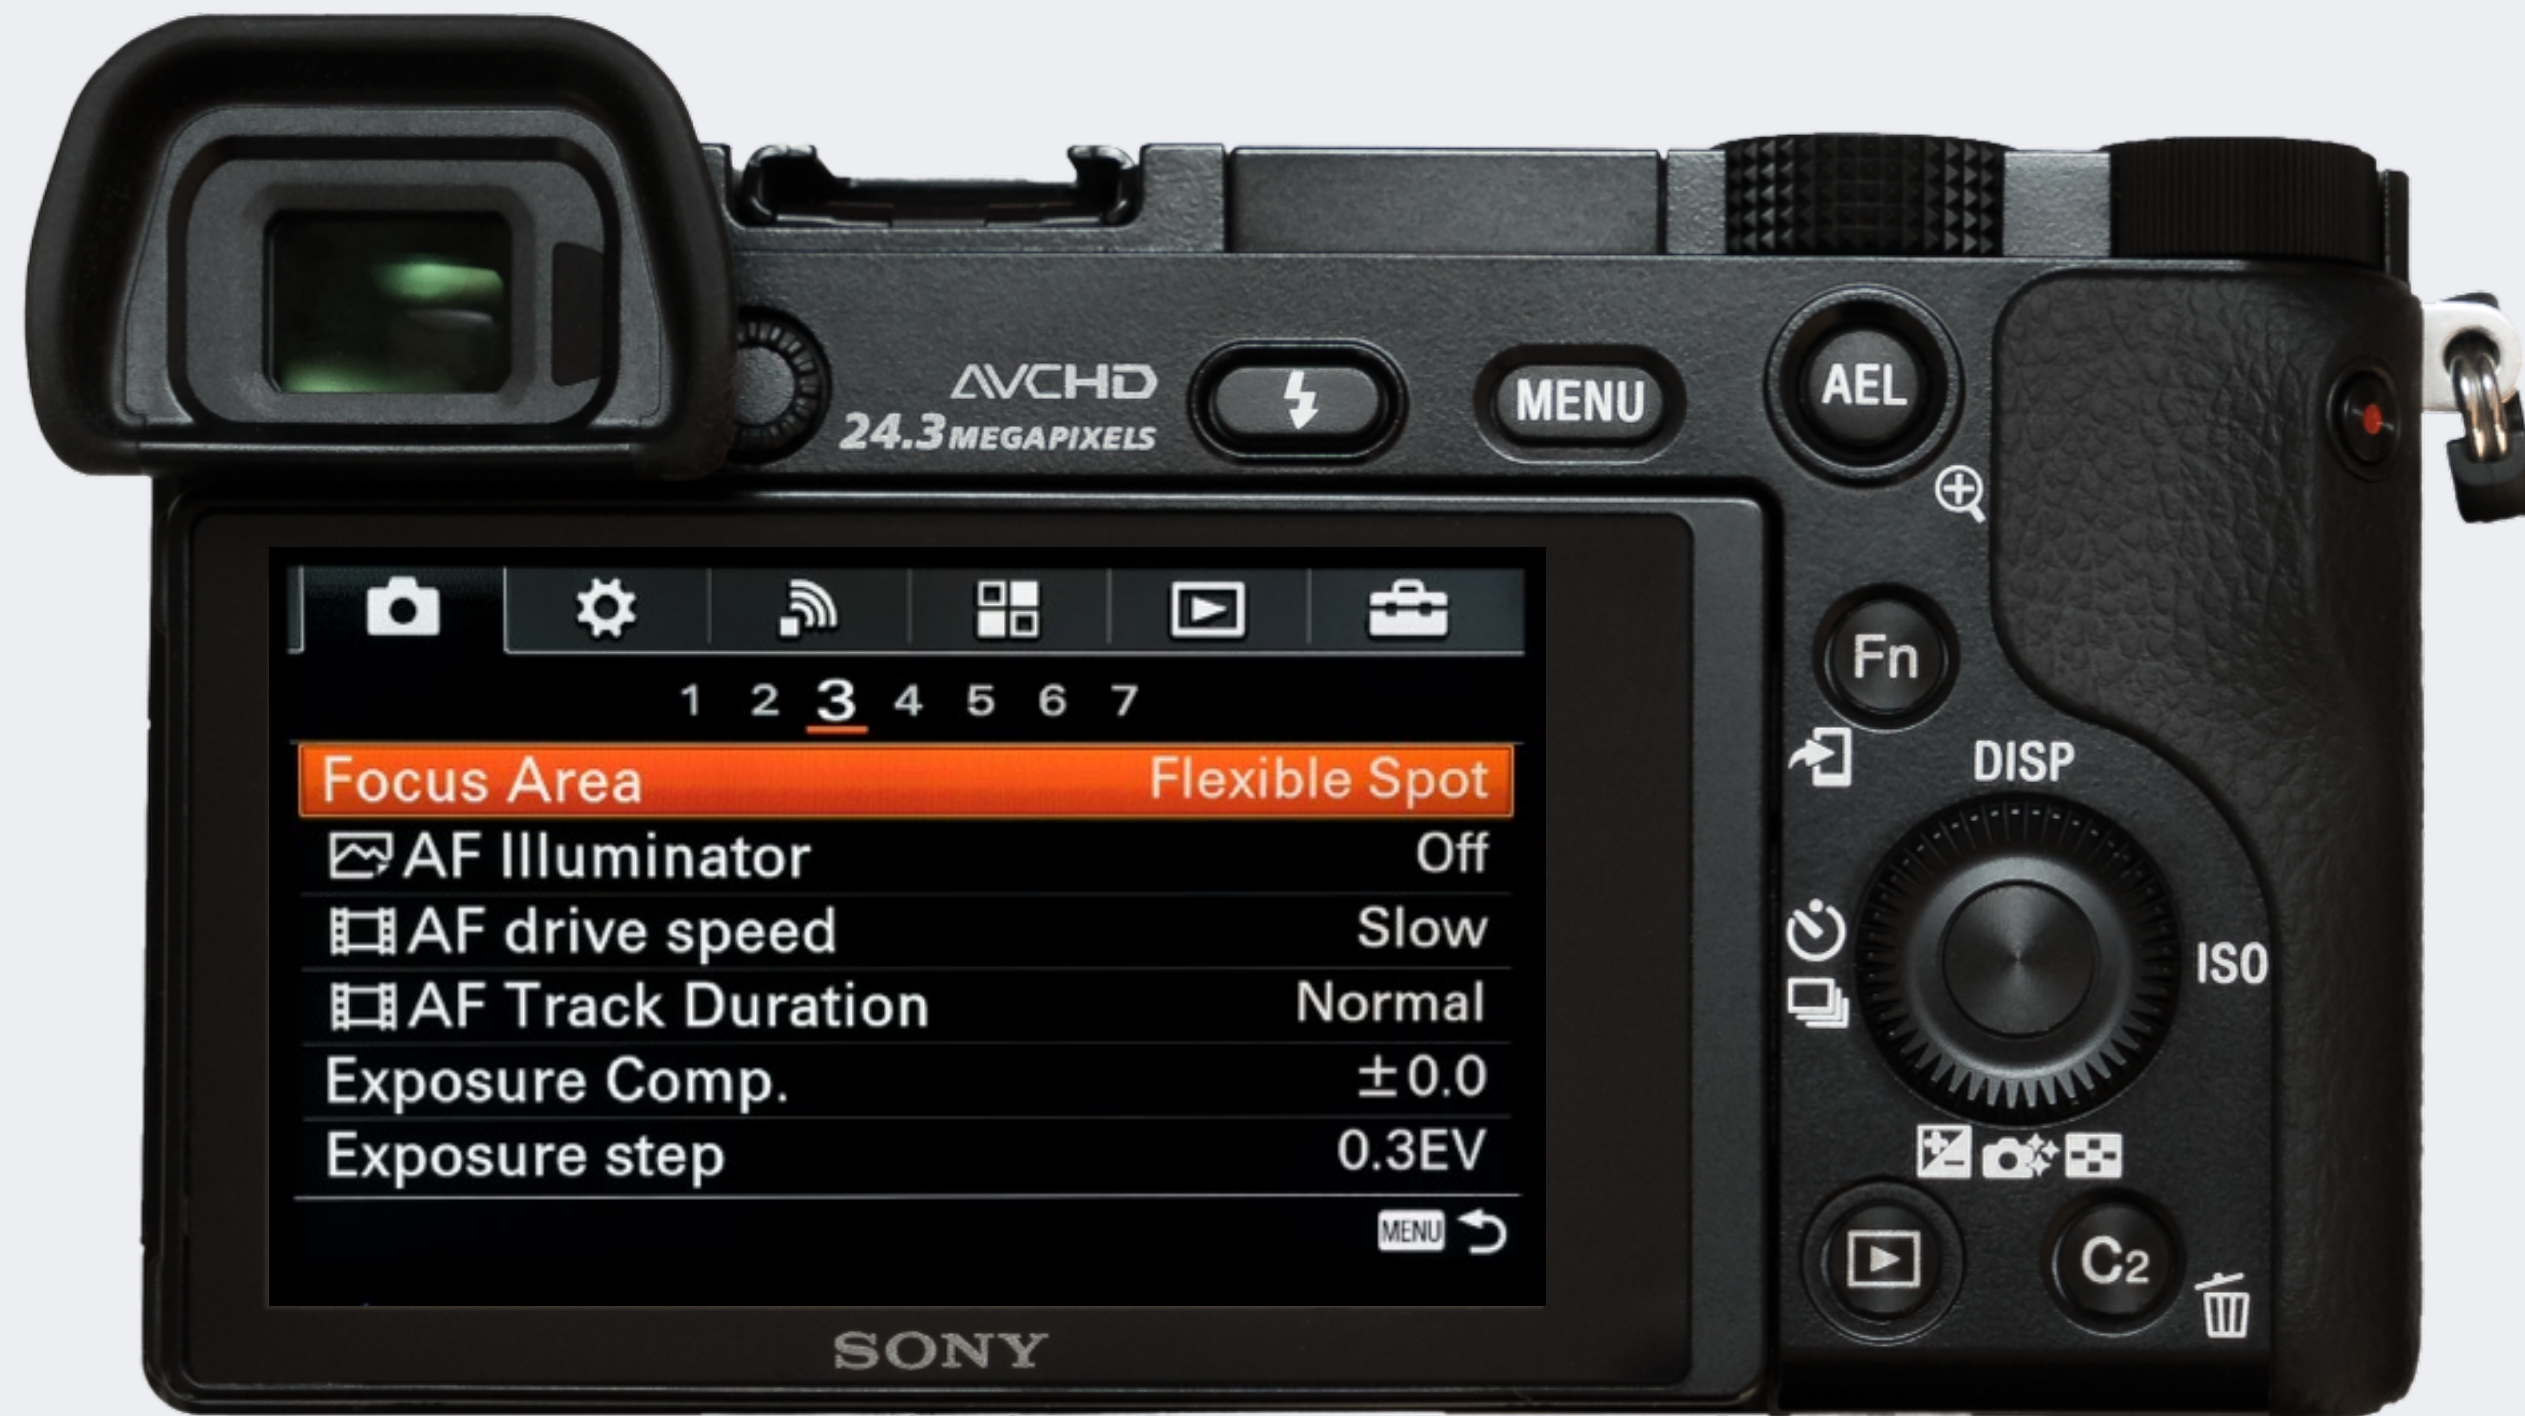 AVCHD
24.3 MEGAPIXELS
MENU
AEL
Fn
DISP
ISO
C2
1 2 3 4 5 6 7
Focus Area Flexible Spot
AF Illuminator Off
AF drive speed Slow
AF Track Duration Normal
Exposure Comp. ±0.0
Exposure step 0.3EV
MENU
SONY